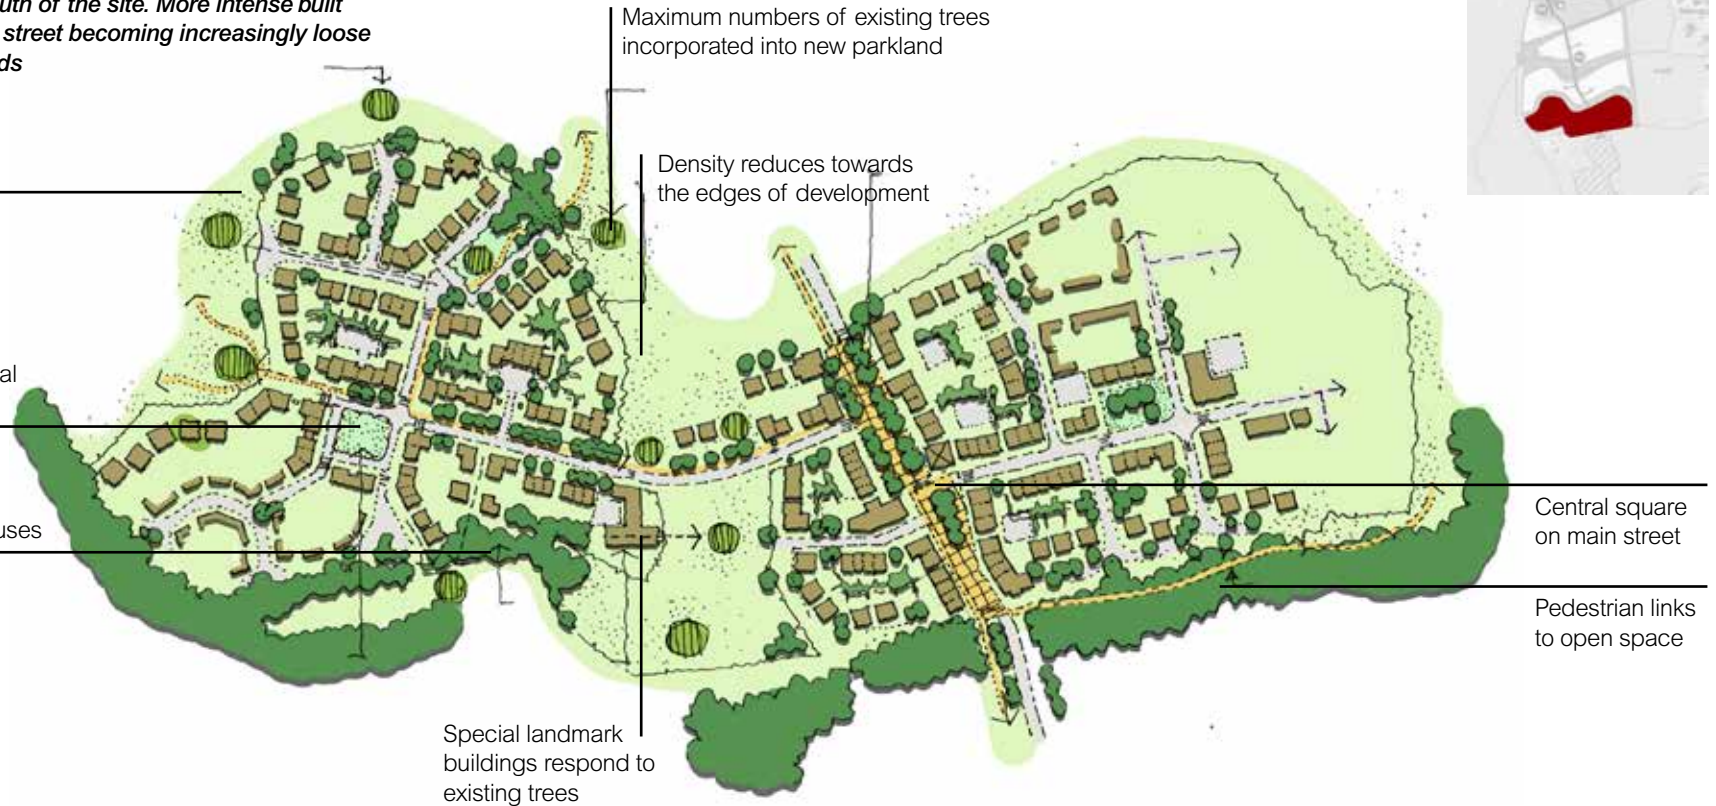 uth of the site. More intense built
street becoming increasingly loose
ds
Maximum numbers of existing trees
incorporated into new parkland
Density reduces towards
the edges of development
al
uses
Central square
on main street
Pedestrian links
to open space
Special landmark
buildings respond to
existing trees